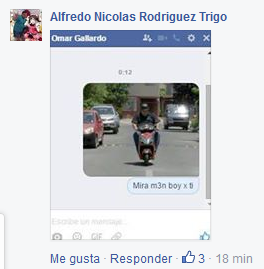 Alfredo Nicolas Rodriguez Trigo
Omar Gallardo
0:12
Mira m3n boy x ti
Escribe un mensaje...
GIF
Me gusta · Responder · 3 · 18 min